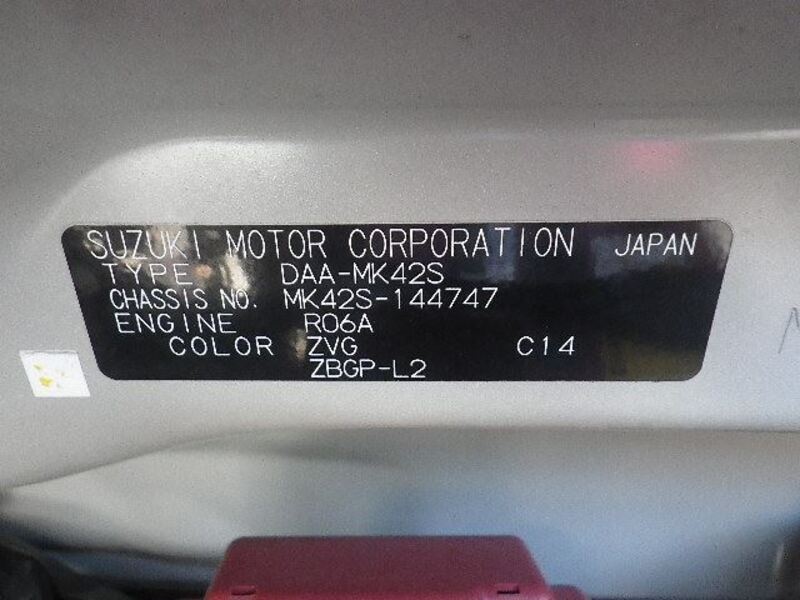 SUZUKI MOTOR CORPORATION JAPAN
TYPE DAA-MK42S
CHASSIS NO. MK42S-144747
ENGINE R06A
COLOR ZVG C14
ZBGP-L2